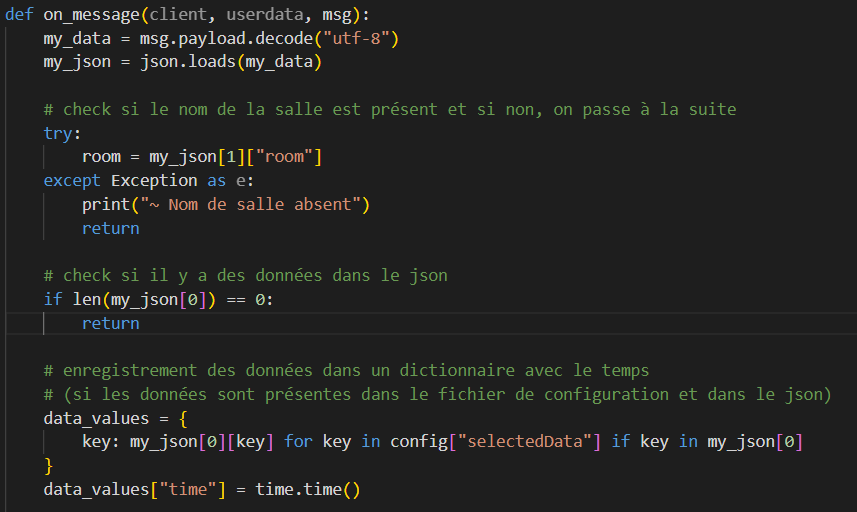 def on_message(client, userdata, msg):
    my_data = msg.payload.decode("utf-8")
    my_json = json.loads(my_data)

    # check si le nom de la salle est présent et si non, on passe à la suite
    try:
        room = my_json[1]["room"]
    except Exception as e:
        print("~ Nom de salle absent")
        return

    # check si il y a des données dans le json
    if len(my_json[0]) == 0:
        return

    # enregistrement des données dans un dictionnaire avec le temps
    # (si les données sont présentes dans le fichier de configuration et dans le json)
    data_values = {
        key: my_json[0][key] for key in config["selectedData"] if key in my_json[0]
    }
    data_values["time"] = time.time()